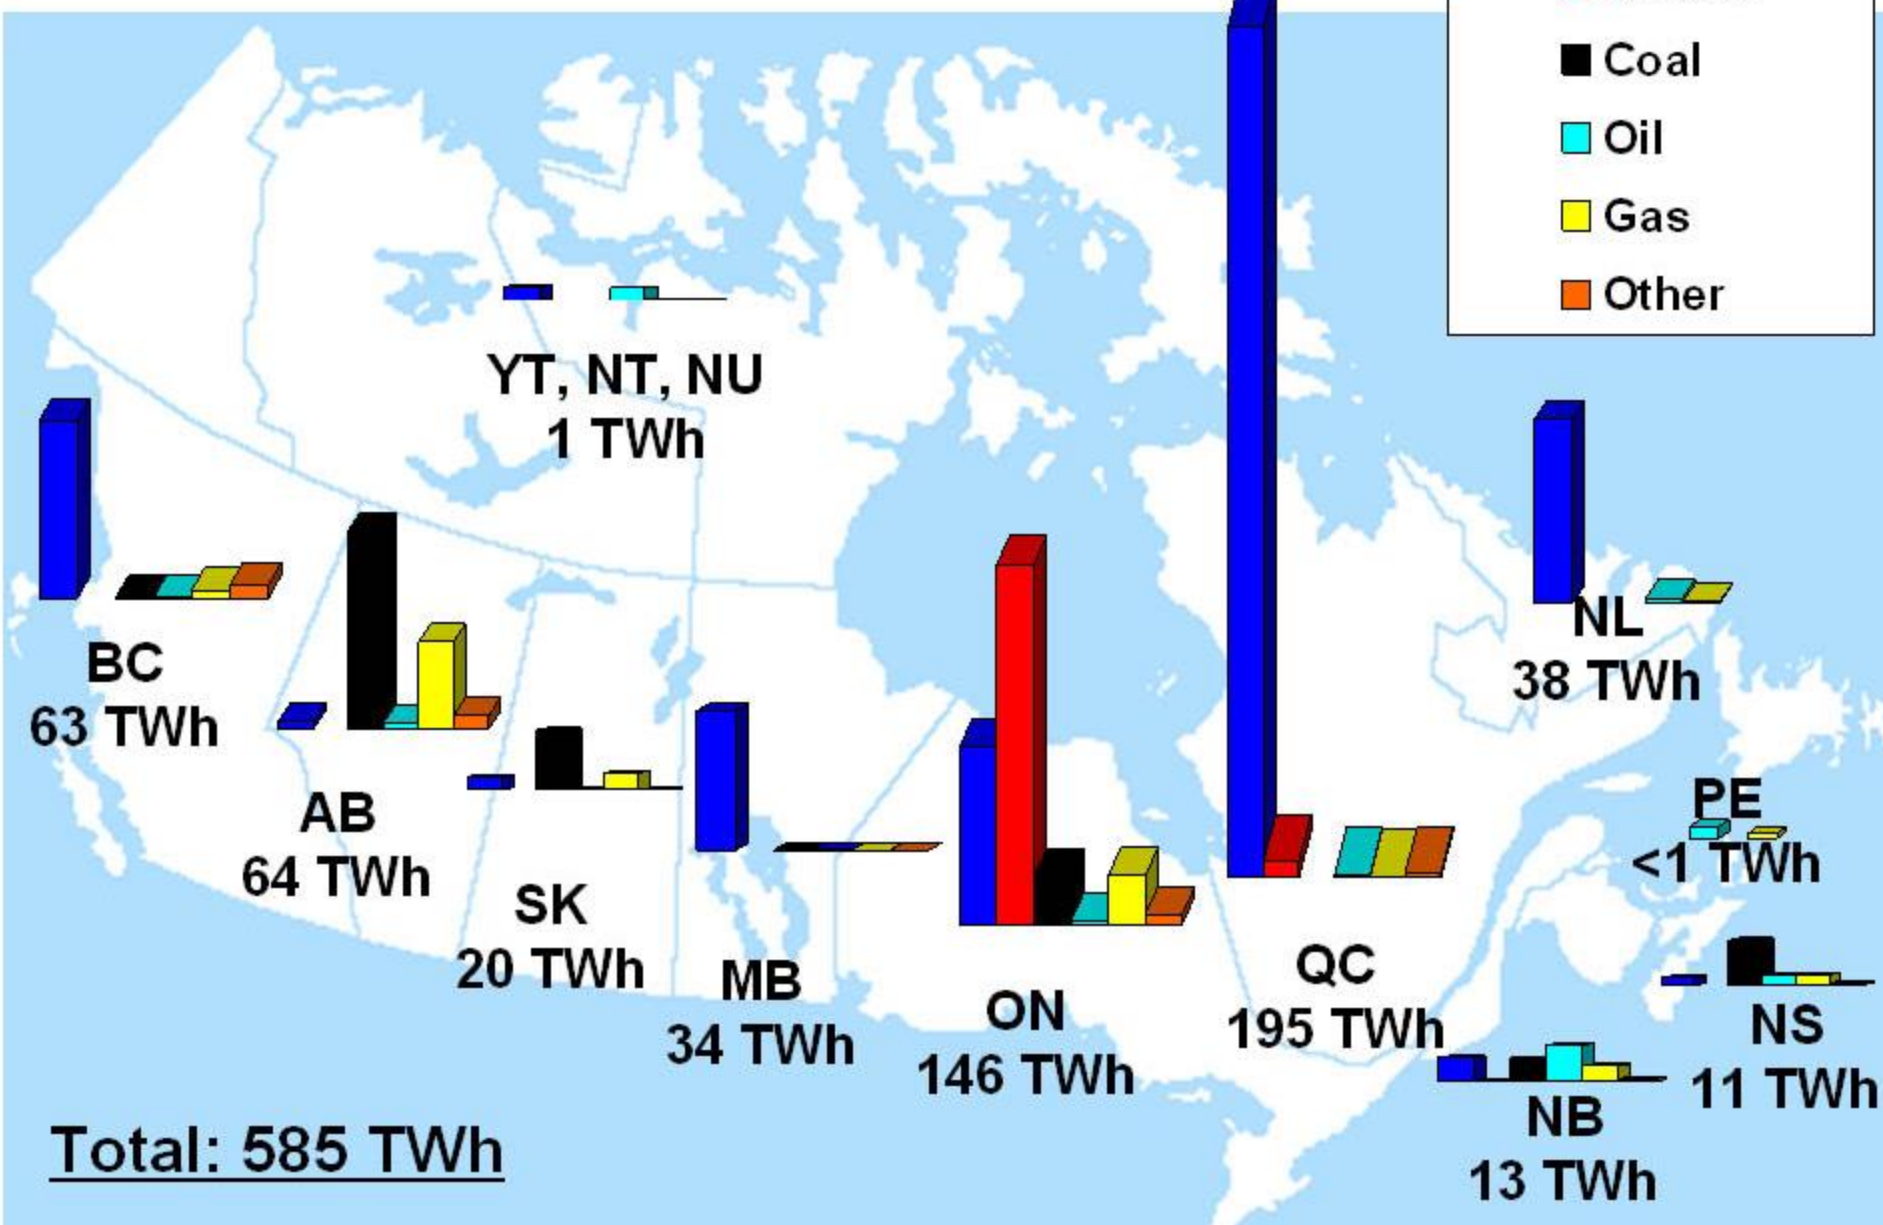 Coal
Oil
Gas
Other
YT, NT, NU
1 TWh
BC
63 TWh
AB
64 TWh
SK
20 TWh
MB
34 TWh
ON
146 TWh
QC
195 TWh
NL
38 TWh
PE
<1 TWh
NS
11 TWh
NB
13 TWh
Total: 585 TWh